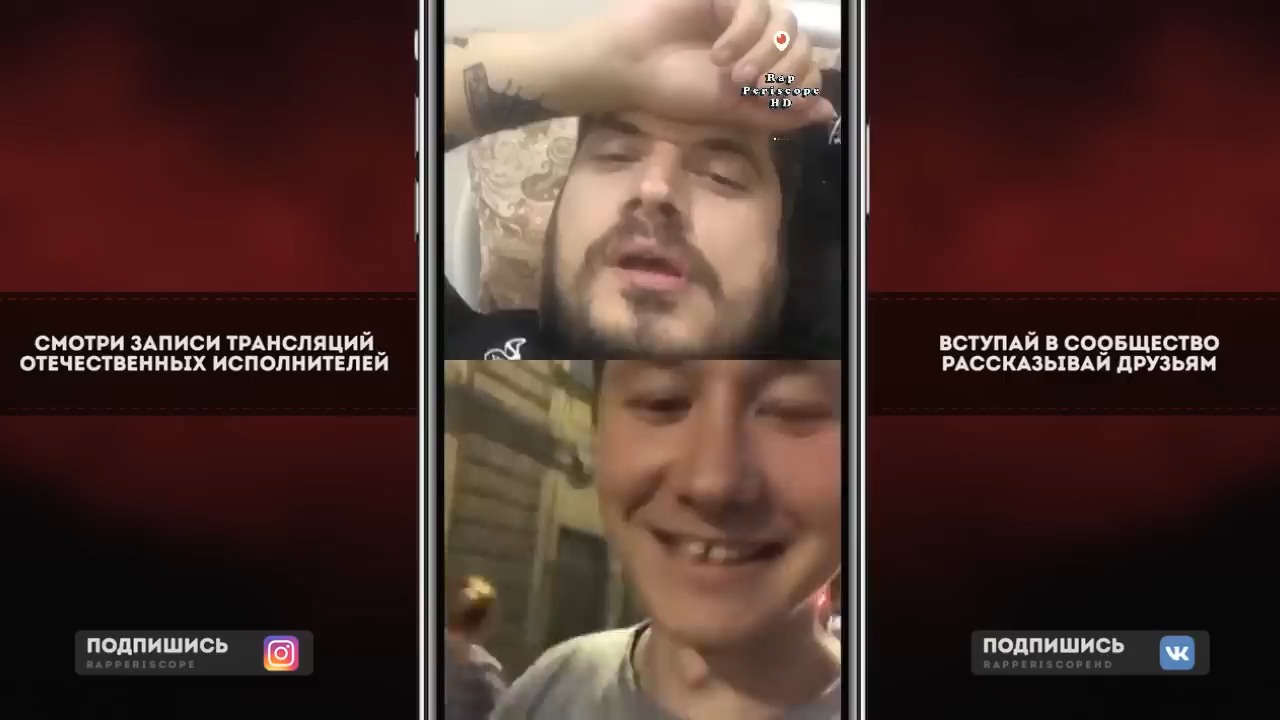 Rap
Periscope
HD
СМОТРИ ЗАПИСИ ТРАНСЛЯЦИЙ
ОТЕЧЕСТВЕННЫХ ИСПОЛНИТЕЛЕЙ
ВСТУПАЙ В СООБЩЕСТВО
РАССКАЗЫВАЙ ДРУЗЬЯМ
ПОДПИШИСЬ
RAPPERISCOPE
ПОДПИШИСЬ
RAPPERISCOPEHD